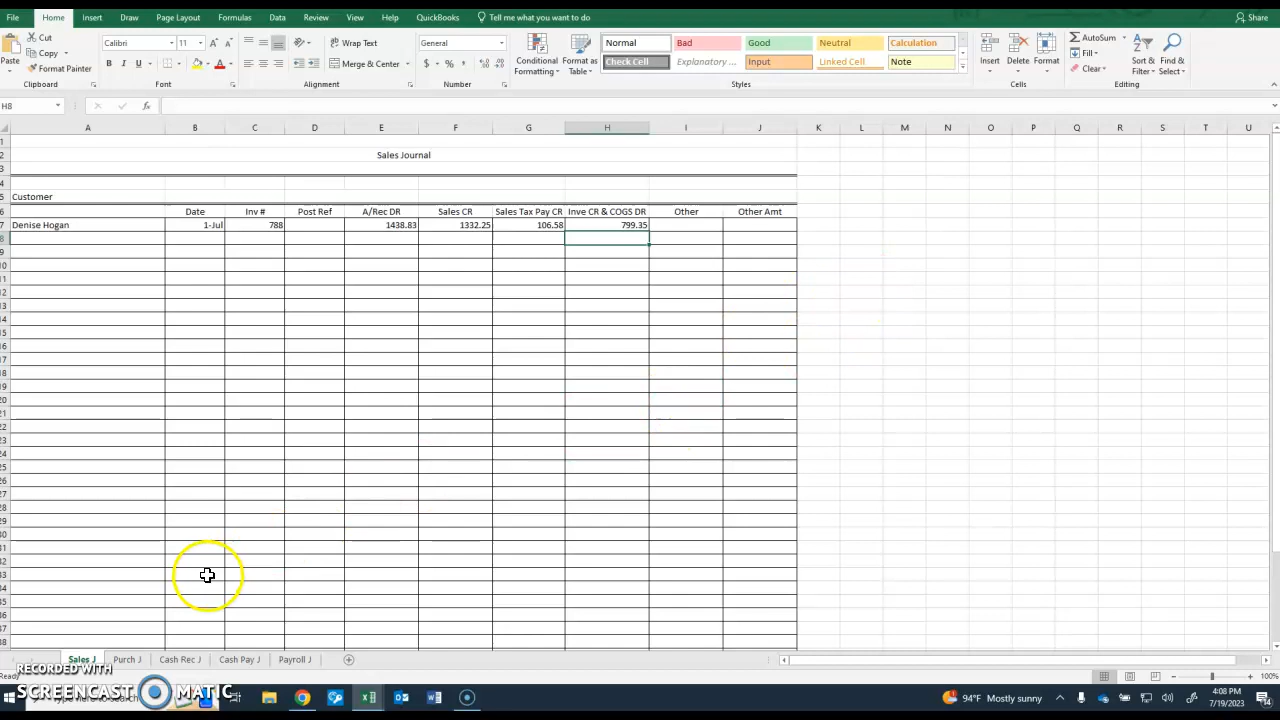 File Home Insert Draw Page Layout Formulas Data Review View Help QuickBooks Tell me what you want to do Share
Cut
Copy
Format Painter
Paste
Calibri 11
Wrap Text
Merge & Center
General
Conditional Formatting
Format as Table
Normal Bad Good Neutral Calculation
Check Cell Explanatory ... Input Linked Cell Note
Insert Delete Format
AutoSum
Fill
Clear
Sort & Filter
Find & Select
Clipboard Font Alignment Number Styles Cells Editing
H8
A B C D E F G H I J K L M N O P Q R S T U
Sales Journal
Customer
Date Inv # Post Ref A/Rec DR Sales CR Sales Tax Pay CR Inve CR & COGS DR Other Other Amt
Denise Hogan 1-Jul 788 1438.83 1332.25 106.58 799.35
Sales J Purch J Cash Rec J Cash Pay J Payroll J
Ready
100%
RECORDED WITH
SCREENCAST MATIC
Type here to search
94°F Mostly sunny
4:08 PM
7/19/2023